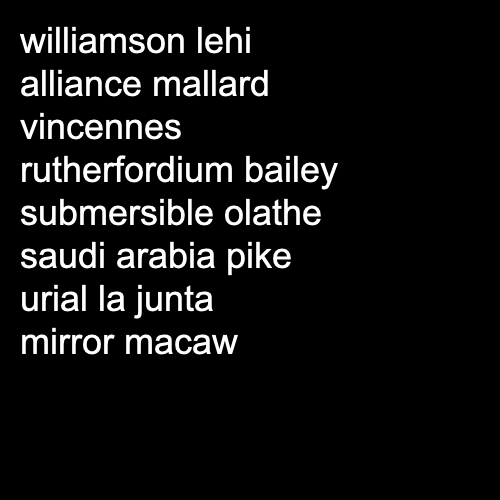 williamson lehi
alliance mallard
vincennes
rutherfordium bailey
submersible olathe
saudi arabia pike
urial la junta
mirror macaw